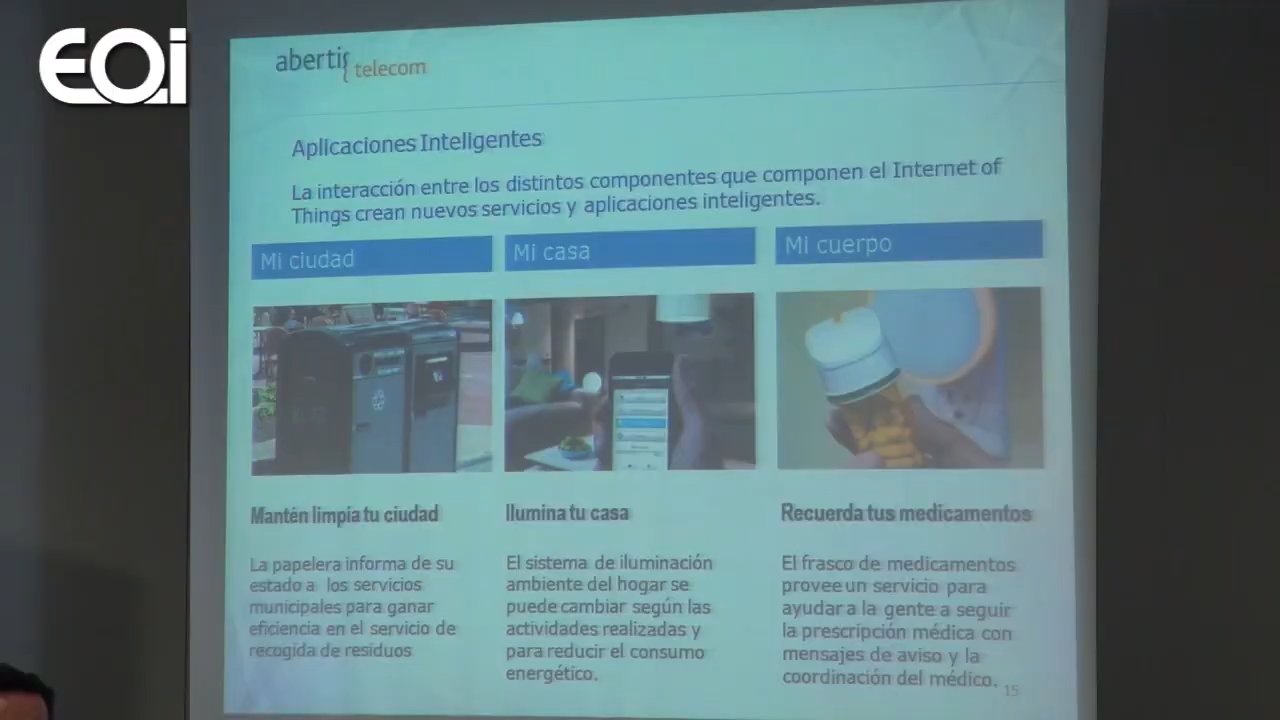 EOi
abertis
telecom
Aplicaciones Inteligentes
La interacción entre los distintos componentes que componen el Internet of
Things crean nuevos servicios y aplicaciones inteligentes.
Mi ciudad
Mi casa
Mi cuerpo
Mantén limpia tu ciudad
La papelera informa de su
estado a los servicios
municipales para ganar
eficiencia en el servicio de
recogida de residuos
Ilumina tu casa
El sistema de iluminación
ambiente del hogar se
puede cambiar según las
actividades realizadas y
para reducir el consumo
energético.
Recuerda tus medicamentos
El frasco de medicamentos
provee un servicio para
ayudar a la gente a seguir
la prescripción médica con
mensajes de aviso y la
coordinación del médico.
15